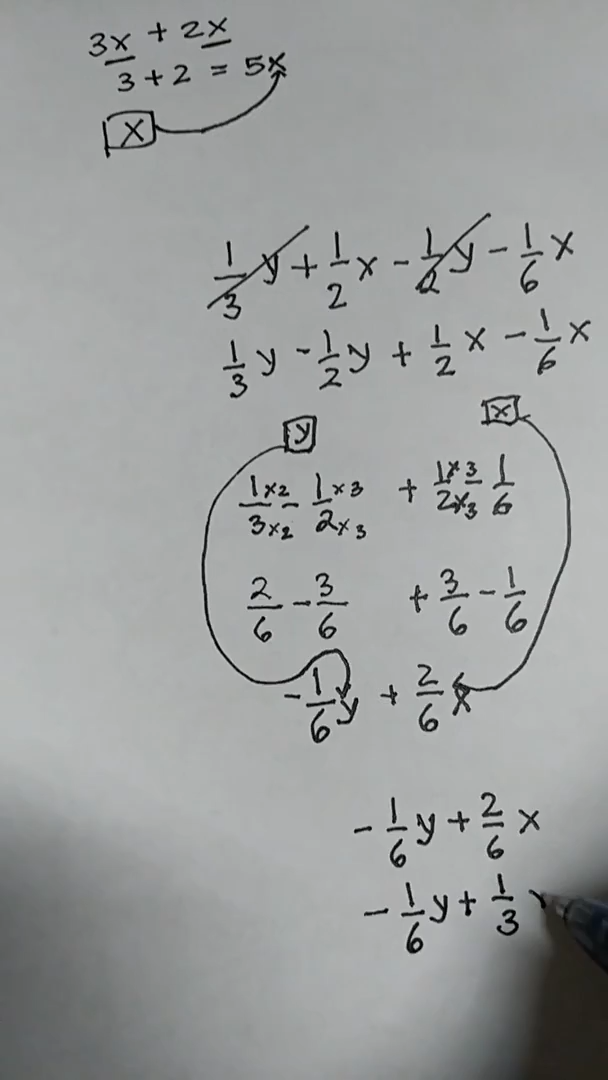 3x + 2x
3 + 2 = 5x
x
1/3 y + 1/2 x - 1/2 y - 1/6 x
1/3 y - 1/2 y + 1/2 x - 1/6 x
y x
1×2/3×2 - 1×3/2×3 + 1×3/2×3 - 1/6
2/6 - 3/6 + 3/6 - 1/6
- 1/6 y + 2/6 x
- 1/6 y + 2/6 x
- 1/6 y + 1/3